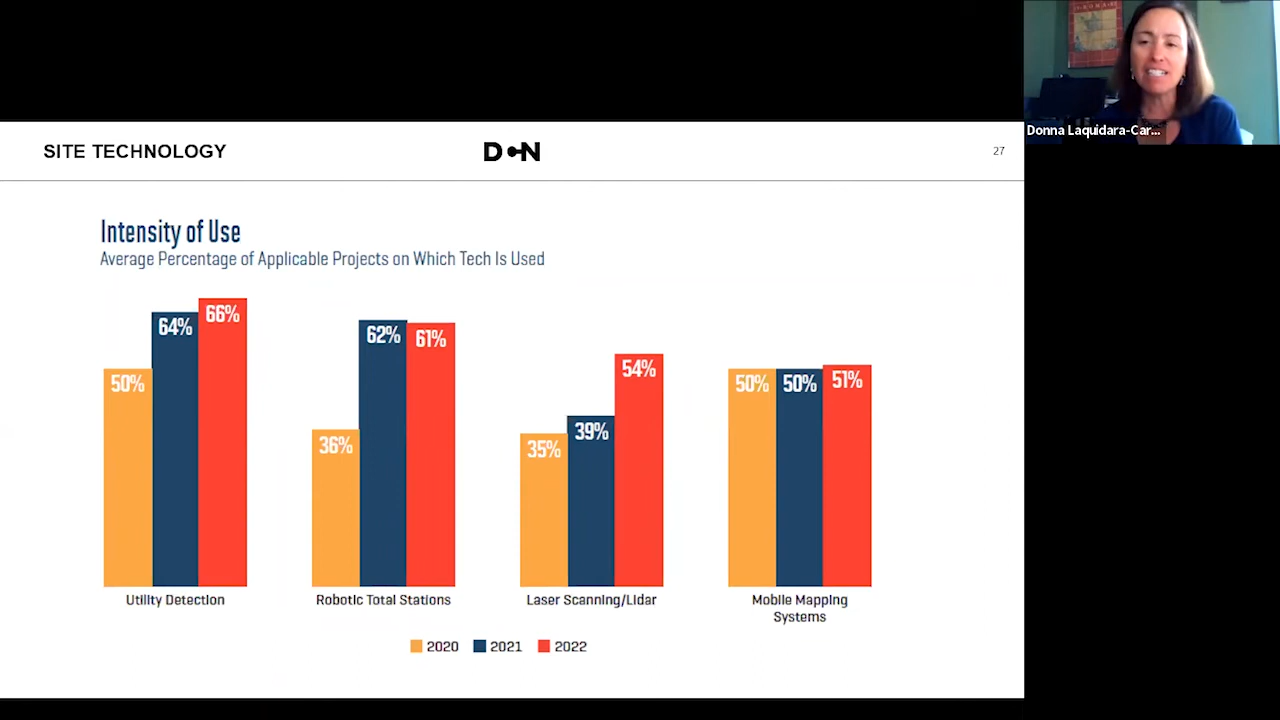 SITE TECHNOLOGY
27
Intensity of Use
Average Percentage of Applicable Projects on Which Tech Is Used
50% 64% 66%
36% 62% 61%
35% 39% 54%
50% 50% 51%
Utility Detection
Robotic Total Stations
Laser Scanning/Lidar
Mobile Mapping
Systems
2020 2021 2022
Donna Laquidara-Car...